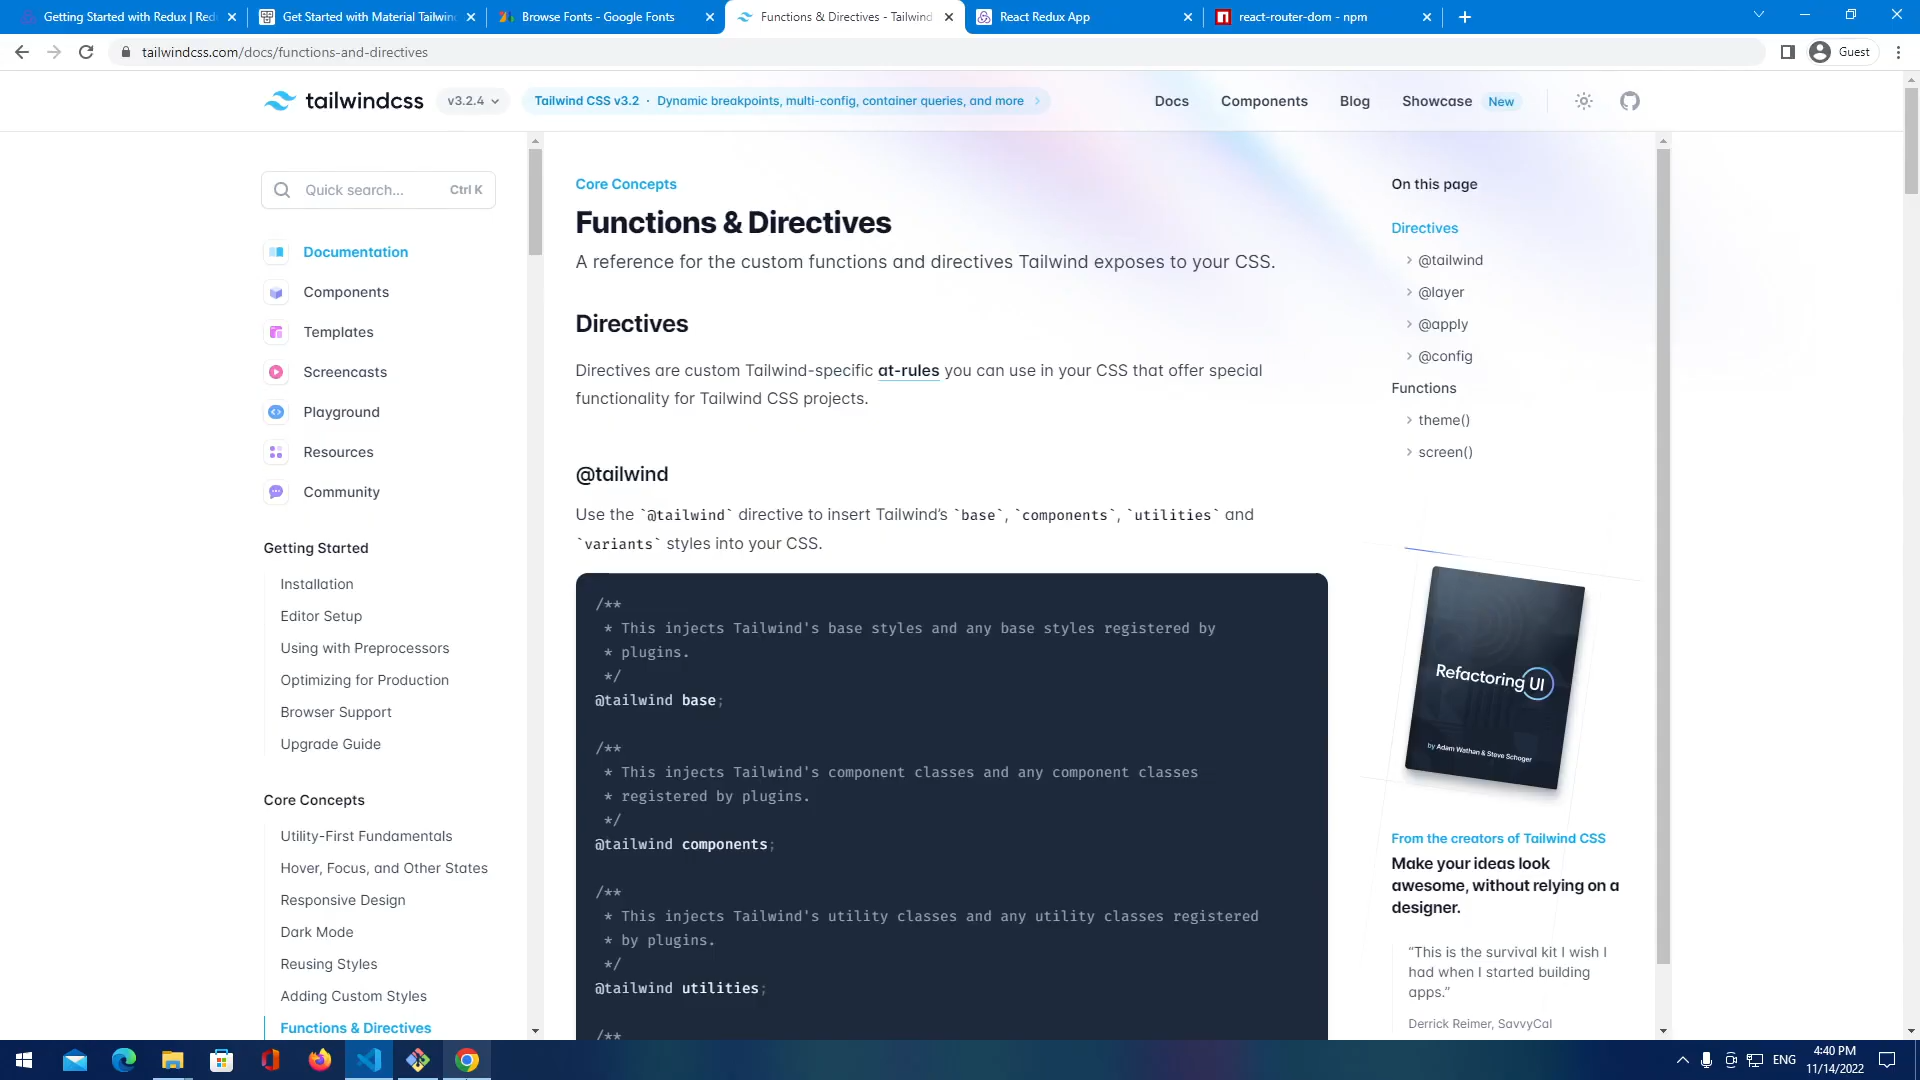 Getting Started with Redux | Red
Get Started with Material Tailwind
Browse Fonts - Google Fonts
Functions & Directives - Tailwind
React Redux App
react-router-dom - npm
tailwindcss.com/docs/functions-and-directives
Guest
tailwindcss
v3.2.4
Tailwind CSS v3.2 · Dynamic breakpoints, multi-config, container queries, and more
Docs
Components
Blog
Showcase
New
Quick search...
Ctrl K
Documentation
Components
Templates
Screencasts
Playground
Resources
Community
Getting Started
Installation
Editor Setup
Using with Preprocessors
Optimizing for Production
Browser Support
Upgrade Guide
Core Concepts
Utility-First Fundamentals
Hover, Focus, and Other States
Responsive Design
Dark Mode
Reusing Styles
Adding Custom Styles
Functions & Directives
Core Concepts
Functions & Directives
A reference for the custom functions and directives Tailwind exposes to your CSS.
Directives
Directives are custom Tailwind-specific at-rules you can use in your CSS that offer special
functionality for Tailwind CSS projects.
@tailwind
Use the `@tailwind` directive to insert Tailwind's `base`, `components`, `utilities` and
`variants` styles into your CSS.
/**
* This injects Tailwind's base styles and any base styles registered by
* plugins.
*/
@tailwind base;
/**
* This injects Tailwind's component classes and any component classes
* registered by plugins.
*/
@tailwind components;
/**
* This injects Tailwind's utility classes and any utility classes registered
* by plugins.
*/
@tailwind utilities;
/**
On this page
Directives
@tailwind
@layer
@apply
@config
Functions
theme()
screen()
Refactoring UI
by Adam Wathan & Steve Schoger
From the creators of Tailwind CSS
Make your ideas look
awesome, without relying on a
designer.
“This is the survival kit I wish I
had when I started building
apps.”
Derrick Reimer, SavvyCal
ENG
4:40 PM
11/14/2022